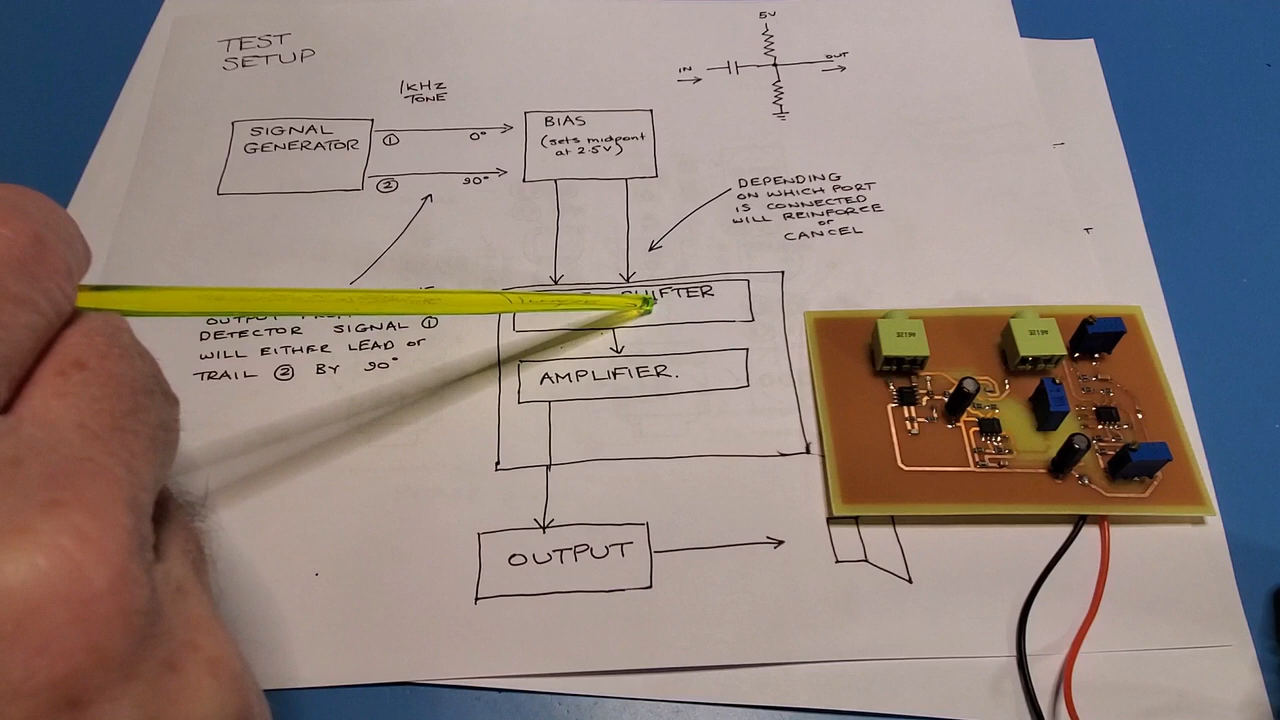 TEST
SETUP
1kHz
TONE
SIGNAL
GENERATOR
①
0°
②
90°
BIAS
(sets midpoint
at 2.5V)
5V
IN
OUT
DEPENDING
ON WHICH PORT
IS CONNECTED
WILL REINFORCE
or
CANCEL
OUTPUT
DETECTOR SIGNAL ①
WILL EITHER LEAD or
TRAIL ② BY 90°
SHIFTER
AMPLIFIER.
OUTPUT